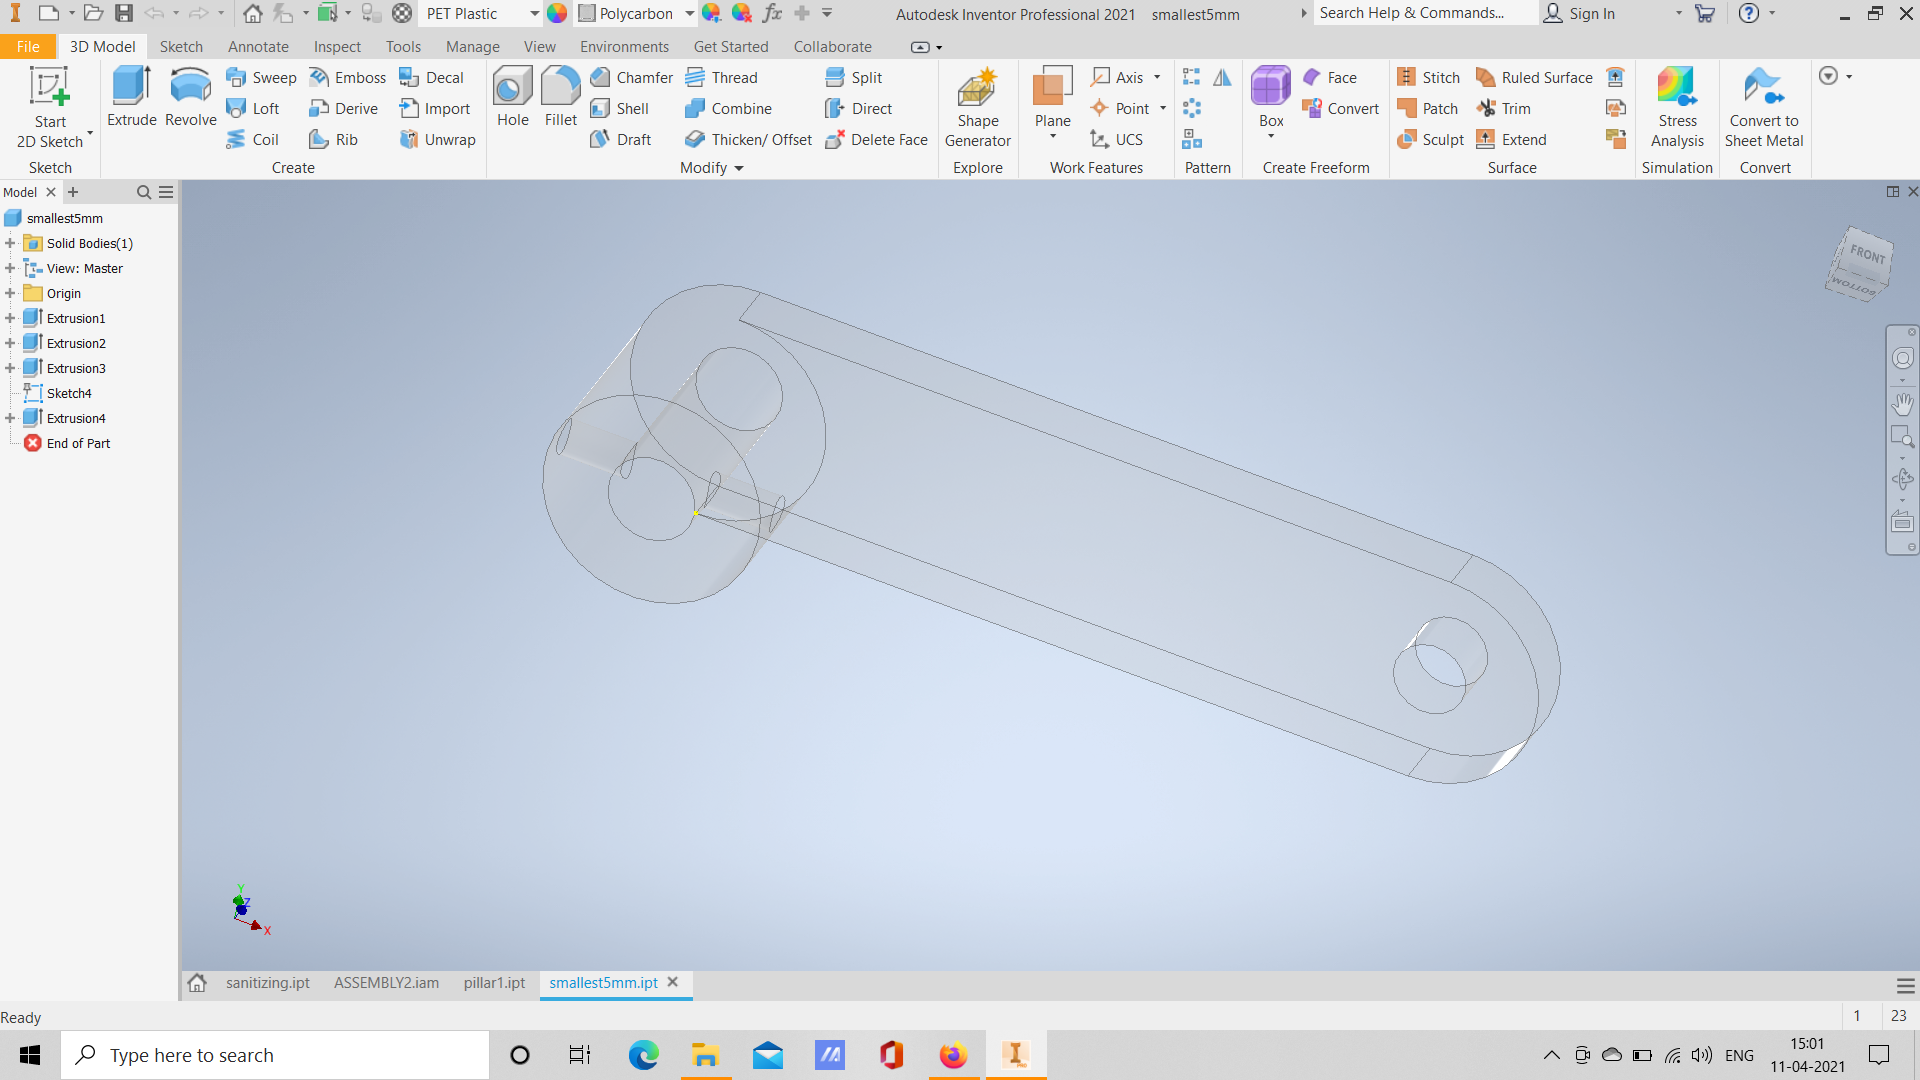 PET Plastic
Polycarbon
fx
Autodesk Inventor Professional 2021 smallest5mm
Search Help & Commands...
Sign In
File 3D Model Sketch Annotate Inspect Tools Manage View Environments Get Started Collaborate
Start
2D Sketch
Sketch
Extrude
Revolve
Sweep
Loft
Coil
Emboss
Derive
Rib
Decal
Import
Unwrap
Create
Hole
Fillet
Chamfer
Shell
Draft
Thread
Combine
Thicken/ Offset
Split
Direct
Delete Face
Modify
Shape
Generator
Explore
Plane
Axis
Point
UCS
Work Features
Pattern
Box
Face
Convert
Create Freeform
Stitch
Patch
Sculpt
Ruled Surface
Trim
Extend
Surface
Stress
Analysis
Simulation
Convert to
Sheet Metal
Convert
Model
smallest5mm
Solid Bodies(1)
View: Master
Origin
Extrusion1
Extrusion2
Extrusion3
Sketch4
Extrusion4
End of Part
FRONT
BOTTOM
Y
Z
X
sanitizing.ipt ASSEMBLY2.iam pillar1.ipt smallest5mm.ipt
Ready
1 23
Type here to search
ENG
15:01
11-04-2021